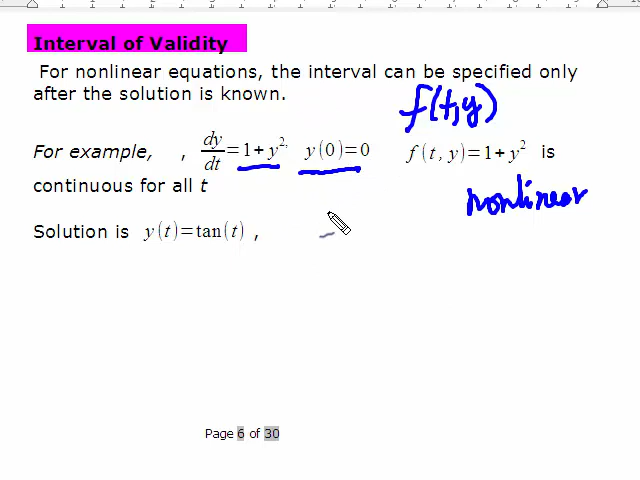 Interval of Validity
For nonlinear equations, the interval can be specified only
after the solution is known.
f(t,y)
For example, , dy/dt = 1 + y², y(0)=0 f(t, y)=1+y² is
continuous for all t
nonlinear
Solution is y(t)=tan(t) ,
Page 6 of 30